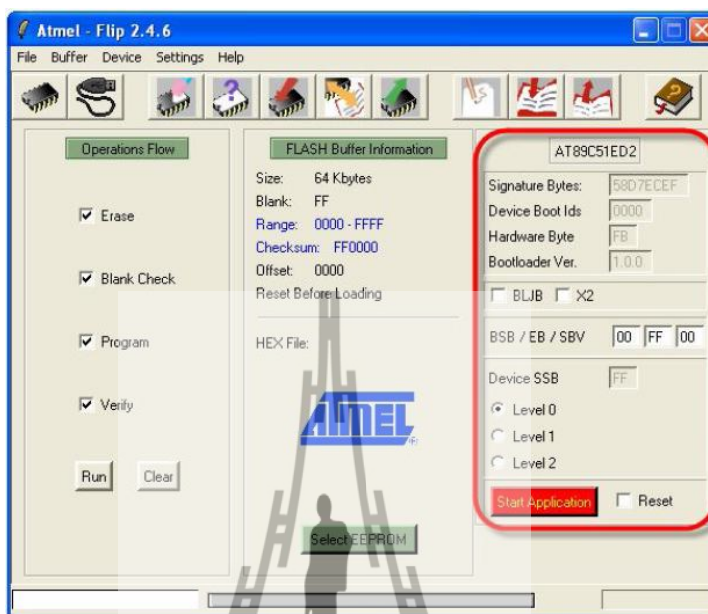 Atmel - Flip 2.4.6
File Buffer Device Settings Help
Operations Flow
Erase
Blank Check
Program
Verify
Run Clear
FLASH Buffer Information
Size: 64 Kbytes
Blank: FF
Range: 0000 - FFFF
Checksum: FF0000
Offset: 0000
Reset Before Loading
HEX File:
ATMEL
Select EEPROM
AT89C51ED2
Signature Bytes: 58D7ECEF
Device Boot Ids 0000
Hardware Byte FB
Bootloader Ver. 1.0.0
BLJB X2
BSB / EB / SBV 00 FF 00
Device SSB FF
Level 0
Level 1
Level 2
Start Application Reset